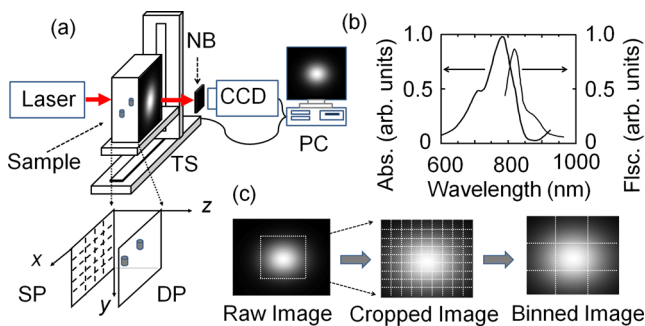 (a)
NB
Laser
CCD
PC
Sample
TS
z
x
SP
y
DP
(b)
Abs. (arb. units)
1.0
0.5
0
1.0
0.5
0
Flsc. (arb. units)
600 800 1000
Wavelength (nm)
(c)
Raw Image Cropped Image Binned Image